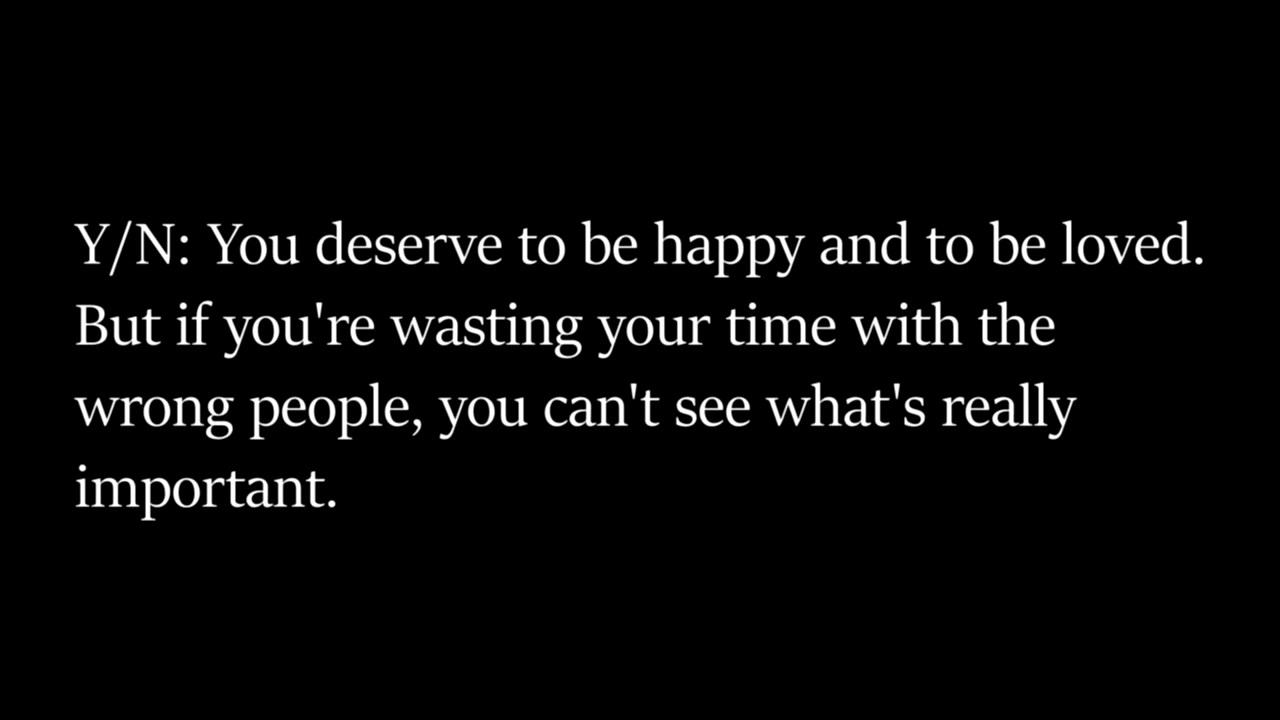 Y/N: You deserve to be happy and to be loved.
But if you're wasting your time with the
wrong people, you can't see what's really
important.